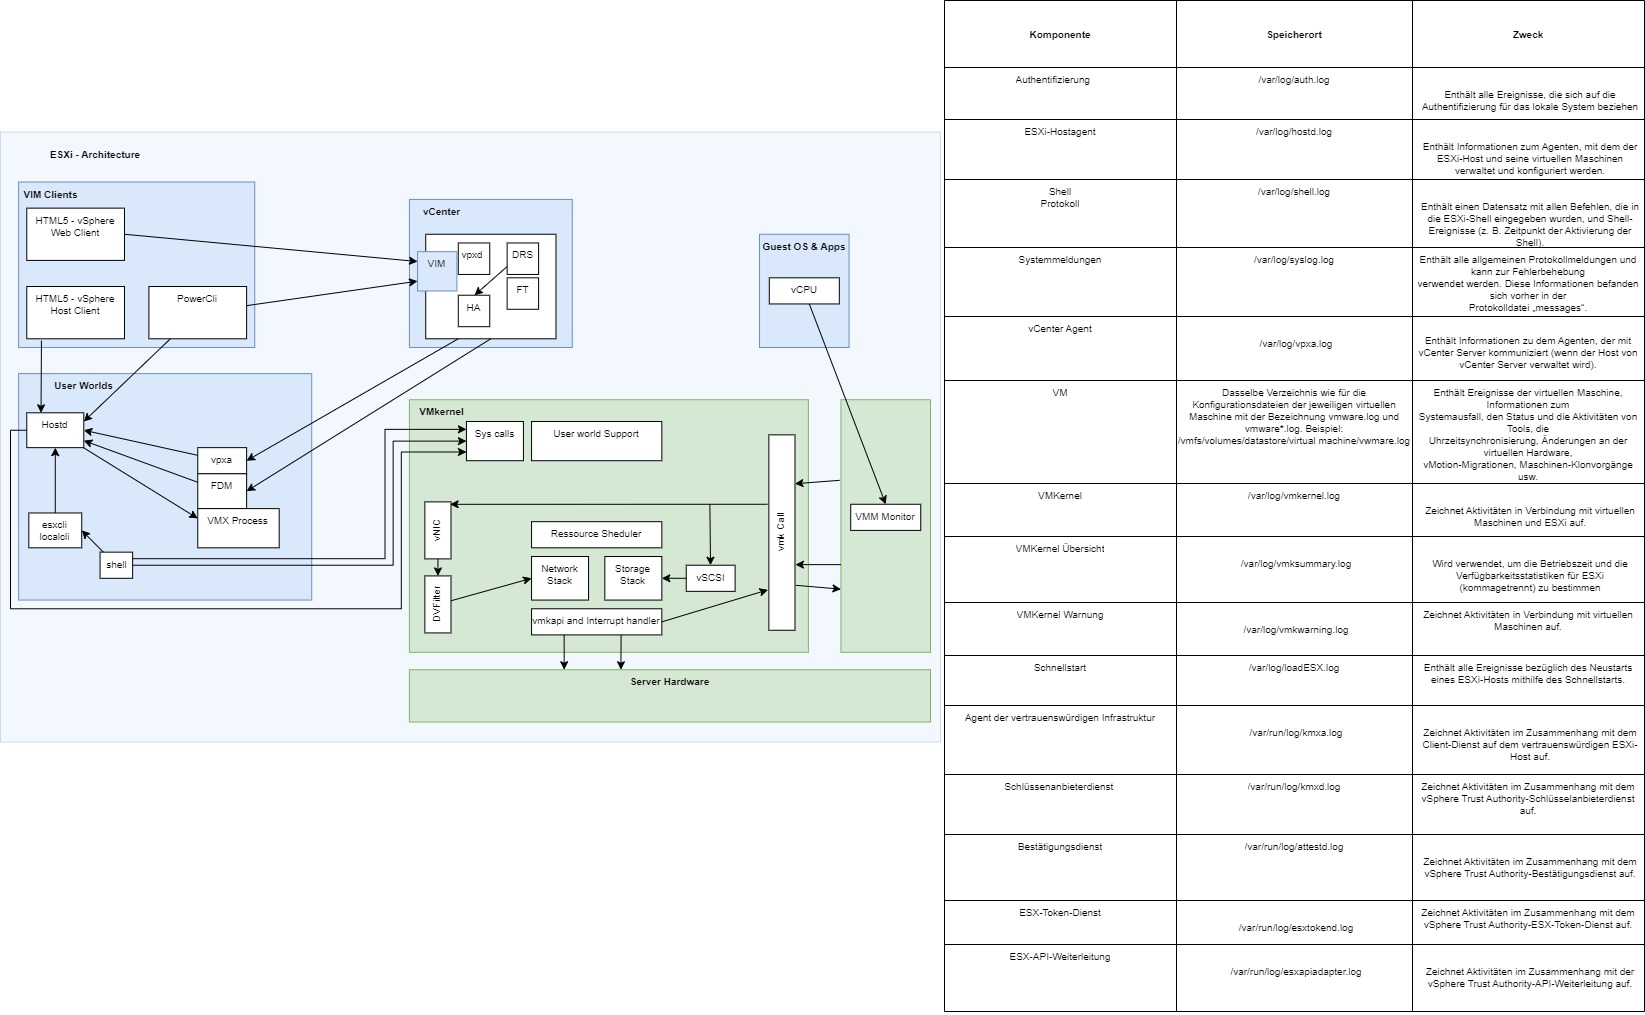 ESXi - Architecture
VIM Clients
HTML5 - vSphere
Web Client
HTML5 - vSphere
Host Client
PowerCli
vCenter
VIM
vpxd
DRS
HA
FT
Guest OS & Apps
vCPU
User Worlds
Hostd
vpxa
FDM
VMX Process
esxcli
localcli
shell
VMkernel
Sys calls
User world Support
vNIC
DVFilter
Ressource Sheduler
Network
Stack
Storage
Stack
vSCSI
vmkapi and Interrupt handler
vmk Call
VMM Monitor
Server Hardware
Komponente
Speicherort
Zweck
Authentifizierung
/var/log/auth.log
Enthält alle Ereignisse, die sich auf die
Authentifizierung für das lokale System beziehen
ESXi-Hostagent
/var/log/hostd.log
Enthält Informationen zum Agenten, mit dem der
ESXi-Host und seine virtuellen Maschinen
verwaltet und konfiguriert werden.
Shell
Protokoll
/var/log/shell.log
Enthält einen Datensatz mit allen Befehlen, die in
die ESXi-Shell eingegeben wurden, und Shell-
Ereignisse (z. B. Zeitpunkt der Aktivierung der
Shell).
Systemmeldungen
/var/log/syslog.log
Enthält alle allgemeinen Protokollmeldungen und
kann zur Fehlerbehebung
verwendet werden. Diese Informationen befanden
sich vorher in der
Protokolldatei „messages“.
vCenter Agent
/var/log/vpxa.log
Enthält Informationen zu dem Agenten, der mit
vCenter Server kommuniziert (wenn der Host von
vCenter Server verwaltet wird).
VM
Dasselbe Verzeichnis wie für die
Konfigurationsdateien der jeweiligen virtuellen
Maschine mit der Bezeichnung vmware.log und
vmware*.log. Beispiel:
/vmfs/volumes/datastore/virtual machine/vwmare.log
Enthält Ereignisse der virtuellen Maschine,
Informationen zum
Systemausfall, den Status und die Aktivitäten von
Tools, die
Uhrzeitsynchronisierung, Änderungen an der
virtuellen Hardware,
vMotion-Migrationen, Maschinen-Klonvorgänge
usw.
VMKernel
/var/log/vmkernel.log
Zeichnet Aktivitäten in Verbindung mit virtuellen
Maschinen und ESXi auf.
VMKernel Übersicht
/var/log/vmksummary.log
Wird verwendet, um die Betriebszeit und die
Verfügbarkeitsstatistiken für ESXi
(kommagetrennt) zu bestimmen
VMKernel Warnung
/var/log/vmkwarning.log
Zeichnet Aktivitäten in Verbindung mit virtuellen
Maschinen auf.
Schnellstart
/var/log/loadESX.log
Enthält alle Ereignisse bezüglich des Neustarts
eines ESXi-Hosts mithilfe des Schnellstarts.
Agent der vertrauenswürdigen Infrastruktur
/var/run/log/kmxa.log
Zeichnet Aktivitäten im Zusammenhang mit dem
Client-Dienst auf dem vertrauenswürdigen ESXi-
Host auf.
Schlüssenanbieterdienst
/var/run/log/kmxd.log
Zeichnet Aktivitäten im Zusammenhang mit dem
vSphere Trust Authority-Schlüsselanbieterdienst
auf.
Bestätigungsdienst
/var/run/log/attestd.log
Zeichnet Aktivitäten im Zusammenhang mit dem
vSphere Trust Authority-Bestätigungsdienst auf.
ESX-Token-Dienst
/var/run/log/esxtokend.log
Zeichnet Aktivitäten im Zusammenhang mit dem
vSphere Trust Authority-ESX-Token-Dienst auf.
ESX-API-Weiterleitung
/var/run/log/esxapiadapter.log
Zeichnet Aktivitäten im Zusammenhang mit der
vSphere Trust Authority-API-Weiterleitung auf.